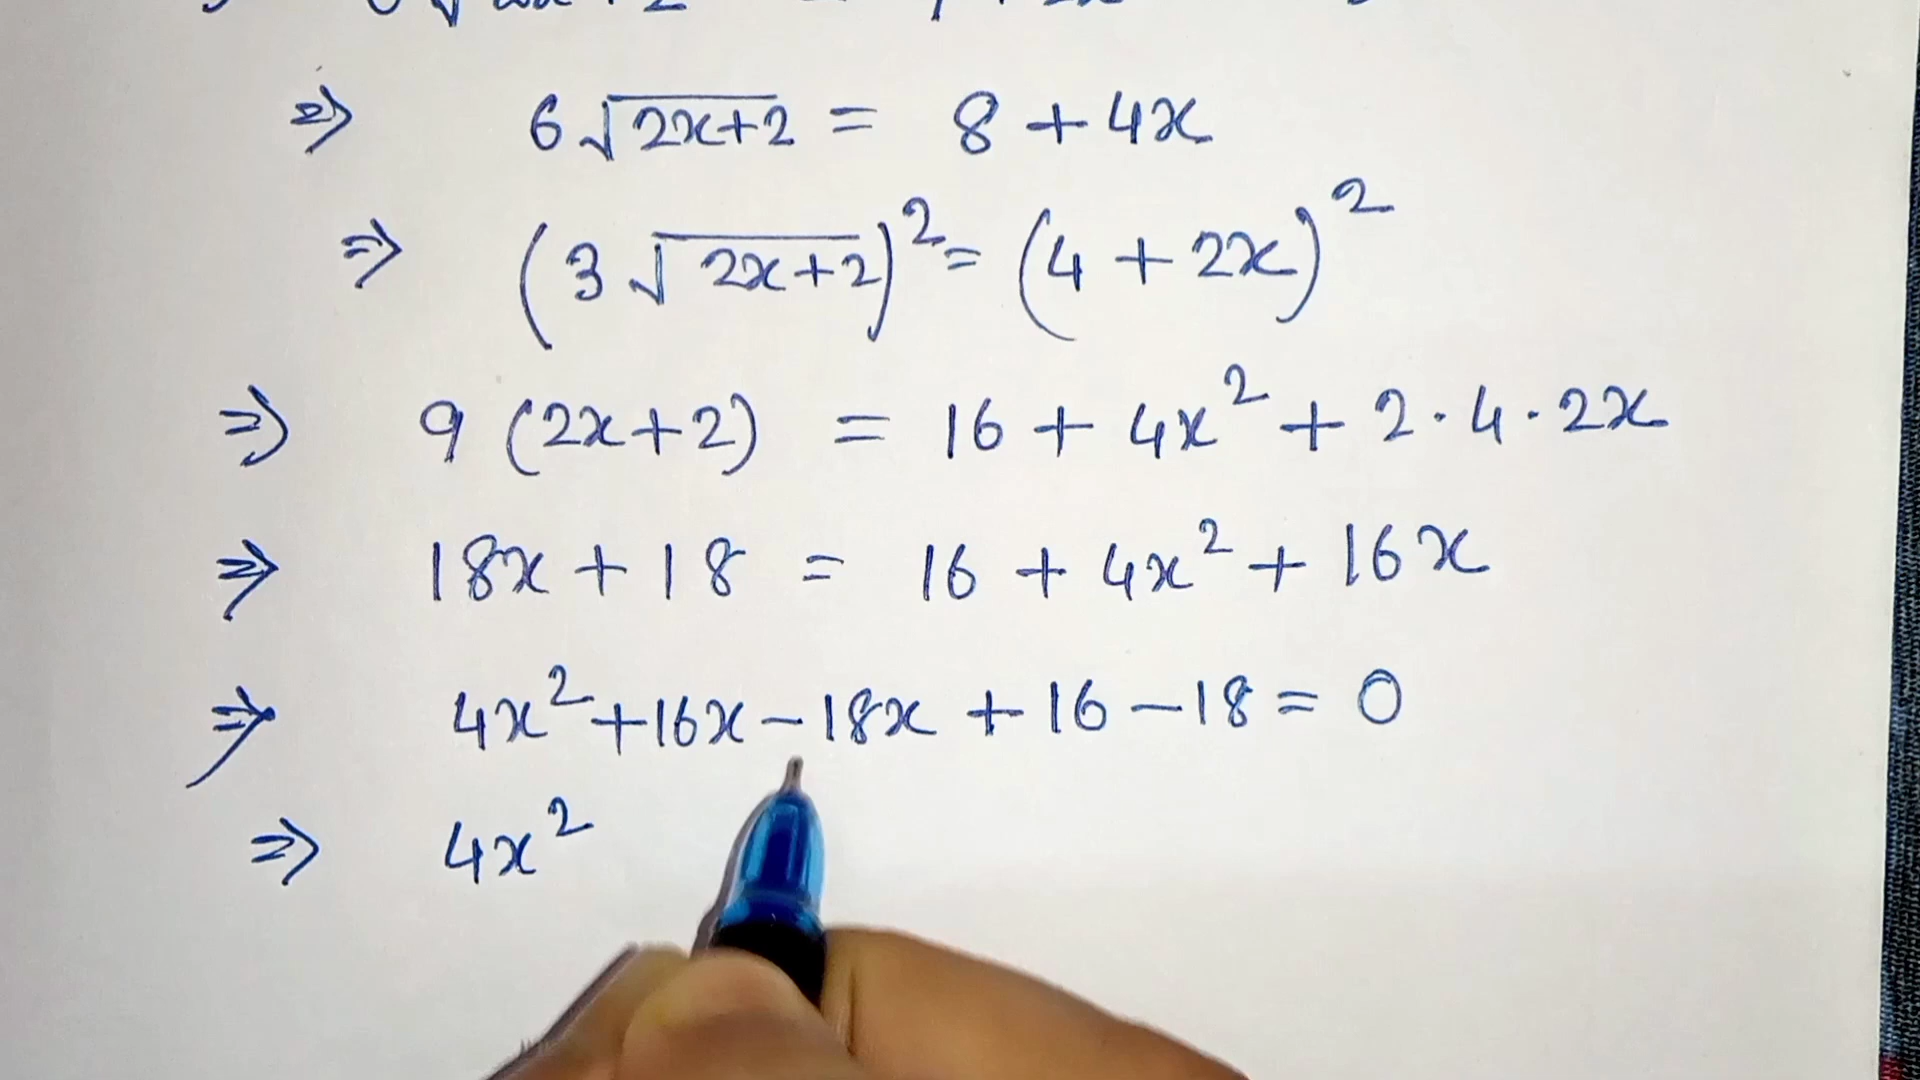 ⇒ 6√(2x+2) = 8 + 4x
⇒ (3√(2x+2))² = (4 + 2x)²
⇒ 9 (2x+2) = 16 + 4x² + 2·4·2x
⇒ 18x + 18 = 16 + 4x² + 16x
⇒ 4x² + 16x - 18x + 16 - 18 = 0
⇒ 4x²